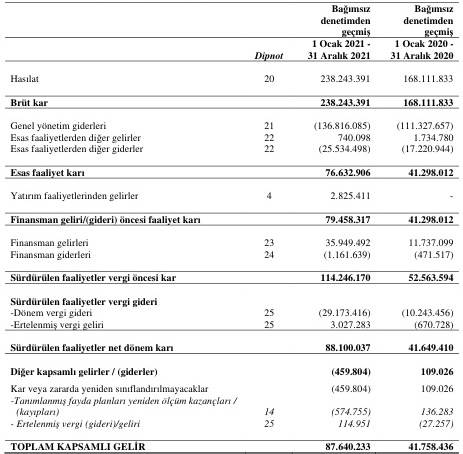 Bağımsız denetimden geçmiş Bağımsız denetimden geçmiş
Dipnot 1 Ocak 2021 - 31 Aralık 2021 1 Ocak 2020 - 31 Aralık 2020
Hasılat 20 238.243.391 168.111.833
Brüt kar 238.243.391 168.111.833
Genel yönetim giderleri 21 (136.816.085) (111.327.657)
Esas faaliyetlerden diğer gelirler 22 740.098 1.734.780
Esas faaliyetlerden diğer giderler 22 (25.534.498) (17.220.944)
Esas faaliyet karı 76.632.906 41.298.012
Yatırım faaliyetlerinden gelirler 4 2.825.411 -
Finansman geliri/(gideri) öncesi faaliyet karı 79.458.317 41.298.012
Finansman gelirleri 23 35.949.492 11.737.099
Finansman giderleri 24 (1.161.639) (471.517)
Sürdürülen faaliyetler vergi öncesi kar 114.246.170 52.563.594
Sürdürülen faaliyetler vergi gideri
-Dönem vergi gideri 25 (29.173.416) (10.243.456)
-Ertelenmiş vergi geliri 25 3.027.283 (670.728)
Sürdürülen faaliyetler net dönem karı 88.100.037 41.649.410
Diğer kapsamlı gelirler / (giderler) (459.804) 109.026
Kar veya zararda yeniden sınıflandırılmayacaklar (459.804) 109.026
-Tanımlanmış fayda planları yeniden ölçüm kazançları /
(kayıpları) 14 (574.755) 136.283
- Ertelenmiş vergi (gideri)/geliri 25 114.951 (27.257)
TOPLAM KAPSAMLI GELİR 87.640.233 41.758.436